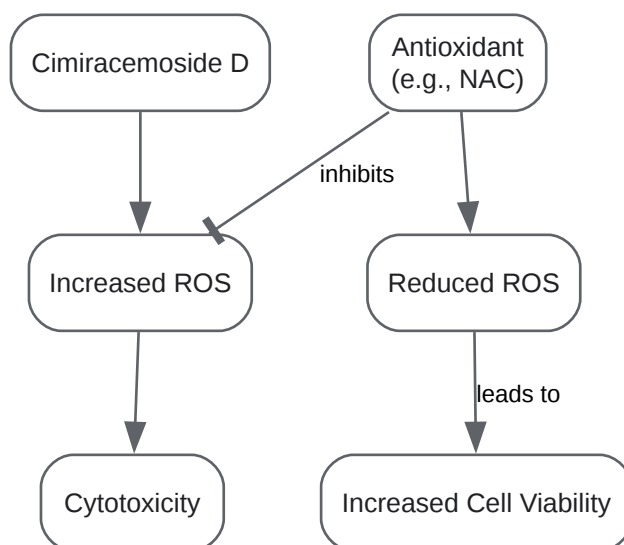 Cimiracemoside D
Antioxidant
(e.g., NAC)
inhibits
Increased ROS
Reduced ROS
leads to
Cytotoxicity
Increased Cell Viability